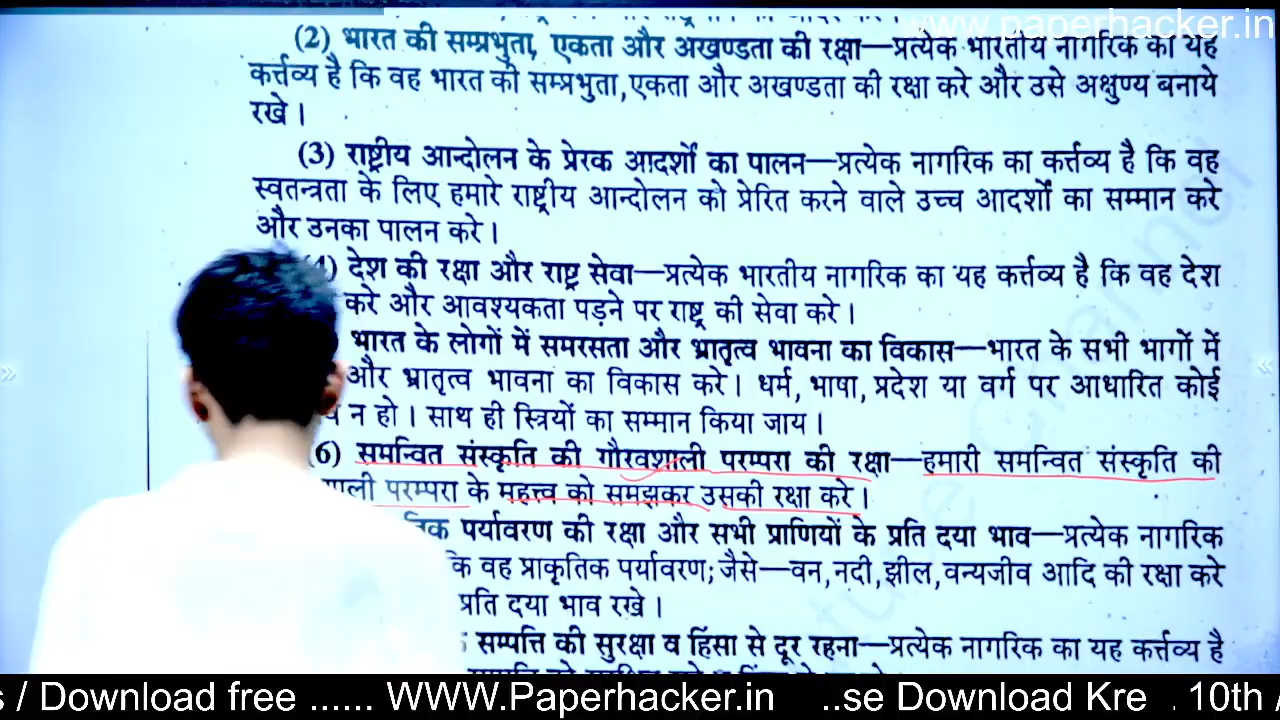 www.paperhacker.in
(2) भारत की सम्प्रभुता, एकता और अखण्डता की रक्षा—प्रत्येक भारतीय नागरिक का यह
कर्त्तव्य है कि वह भारत की सम्प्रभुता, एकता और अखण्डता की रक्षा करे और उसे अक्षुण्य बनाये
रखे।
(3) राष्ट्रीय आन्दोलन के प्रेरक आदर्शों का पालन—प्रत्येक नागरिक का कर्त्तव्य है कि वह
स्वतन्त्रता के लिए हमारे राष्ट्रीय आन्दोलन को प्रेरित करने वाले उच्च आदर्शों का सम्मान करे
और उनका पालन करे।
4) देश की रक्षा और राष्ट्र सेवा—प्रत्येक भारतीय नागरिक का यह कर्त्तव्य है कि वह देश
करे और आवश्यकता पड़ने पर राष्ट्र की सेवा करे।
भारत के लोगों में समरसता और भ्रातृत्व भावना का विकास—भारत के सभी भागों में
और भ्रातृत्व भावना का विकास करे। धर्म, भाषा, प्रदेश या वर्ग पर आधारित कोई
न हो। साथ ही स्त्रियों का सम्मान किया जाय।
6) समन्वित संस्कृति की गौरवशाली परम्परा की रक्षा—हमारी समन्वित संस्कृति की
परम्परा के महत्त्व को समझकर उसकी रक्षा करे।
पर्यावरण की रक्षा और सभी प्राणियों के प्रति दया भाव—प्रत्येक नागरिक
कि वह प्राकृतिक पर्यावरण; जैसे—वन, नदी, झील, वन्यजीव आदि की रक्षा करे
प्रति दया भाव रखे।
सम्पत्ति की सुरक्षा व हिंसा से दूर रहना—प्रत्येक नागरिक का यह कर्त्तव्य है
s / Download free ...... WWW.Paperhacker.in ..se Download Kre . 10th